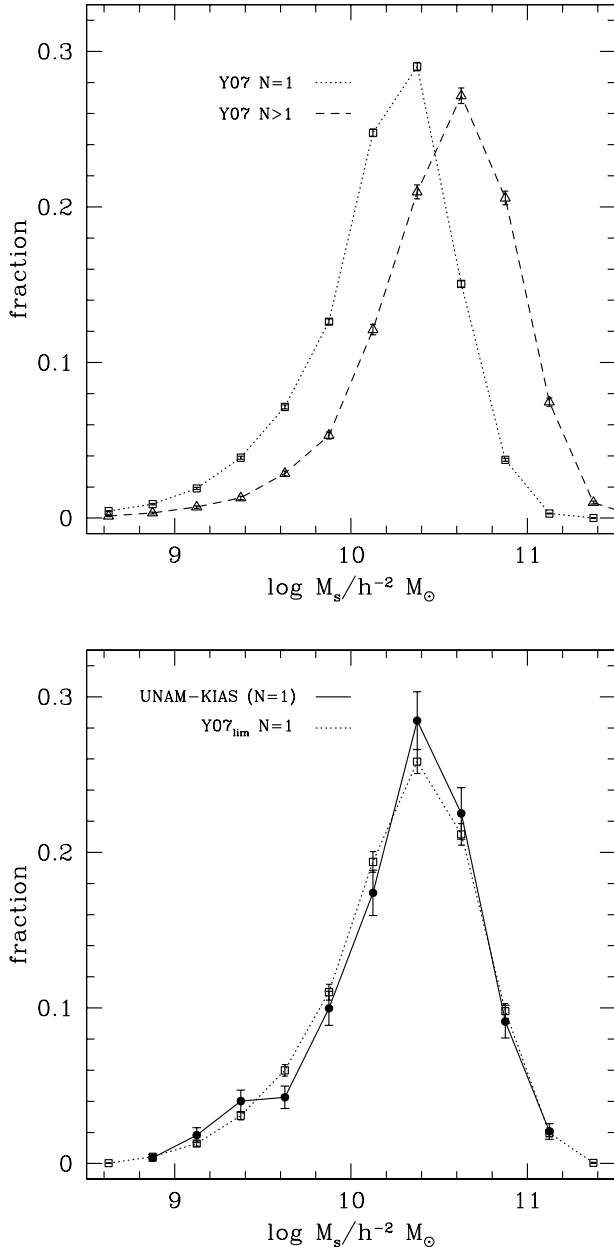 0.3
Y07 N=1
Y07 N>1
0.2
fraction
0.1
0
9 10 11
log M_s/h⁻² M_⊙
0.3
UNAM-KIAS (N=1)
Y07_lim N=1
0.2
fraction
0.1
0
9 10 11
log M_s/h⁻² M_⊙